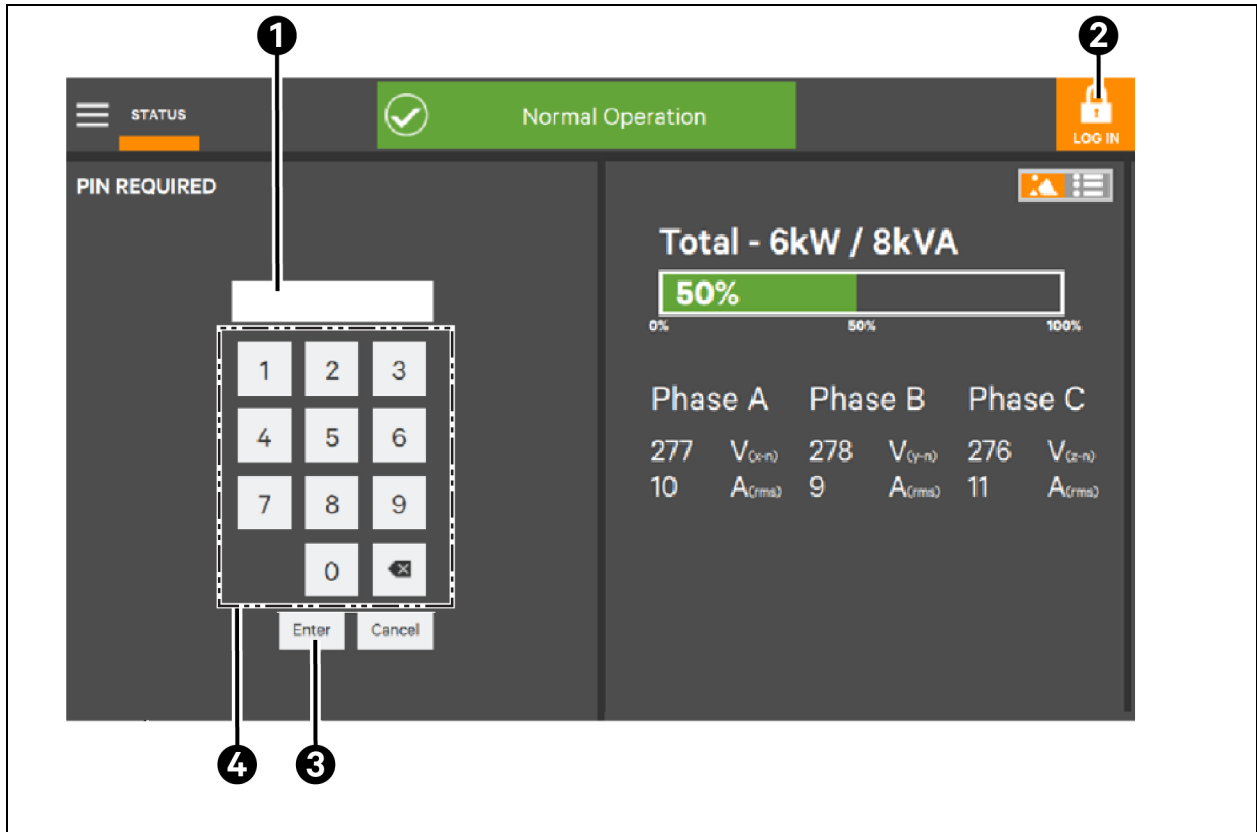 1
2
STATUS
Normal Operation
LOG IN
PIN REQUIRED
Total - 6kW / 8kVA
50%
0% 50% 100%
1 2 3
4 5 6
7 8 9
0
Enter Cancel
Phase A Phase B Phase C
277 V(x-n) 278 V(y-n) 276 V(z-n)
10 A(rms) 9 A(rms) 11 A(rms)
4 3